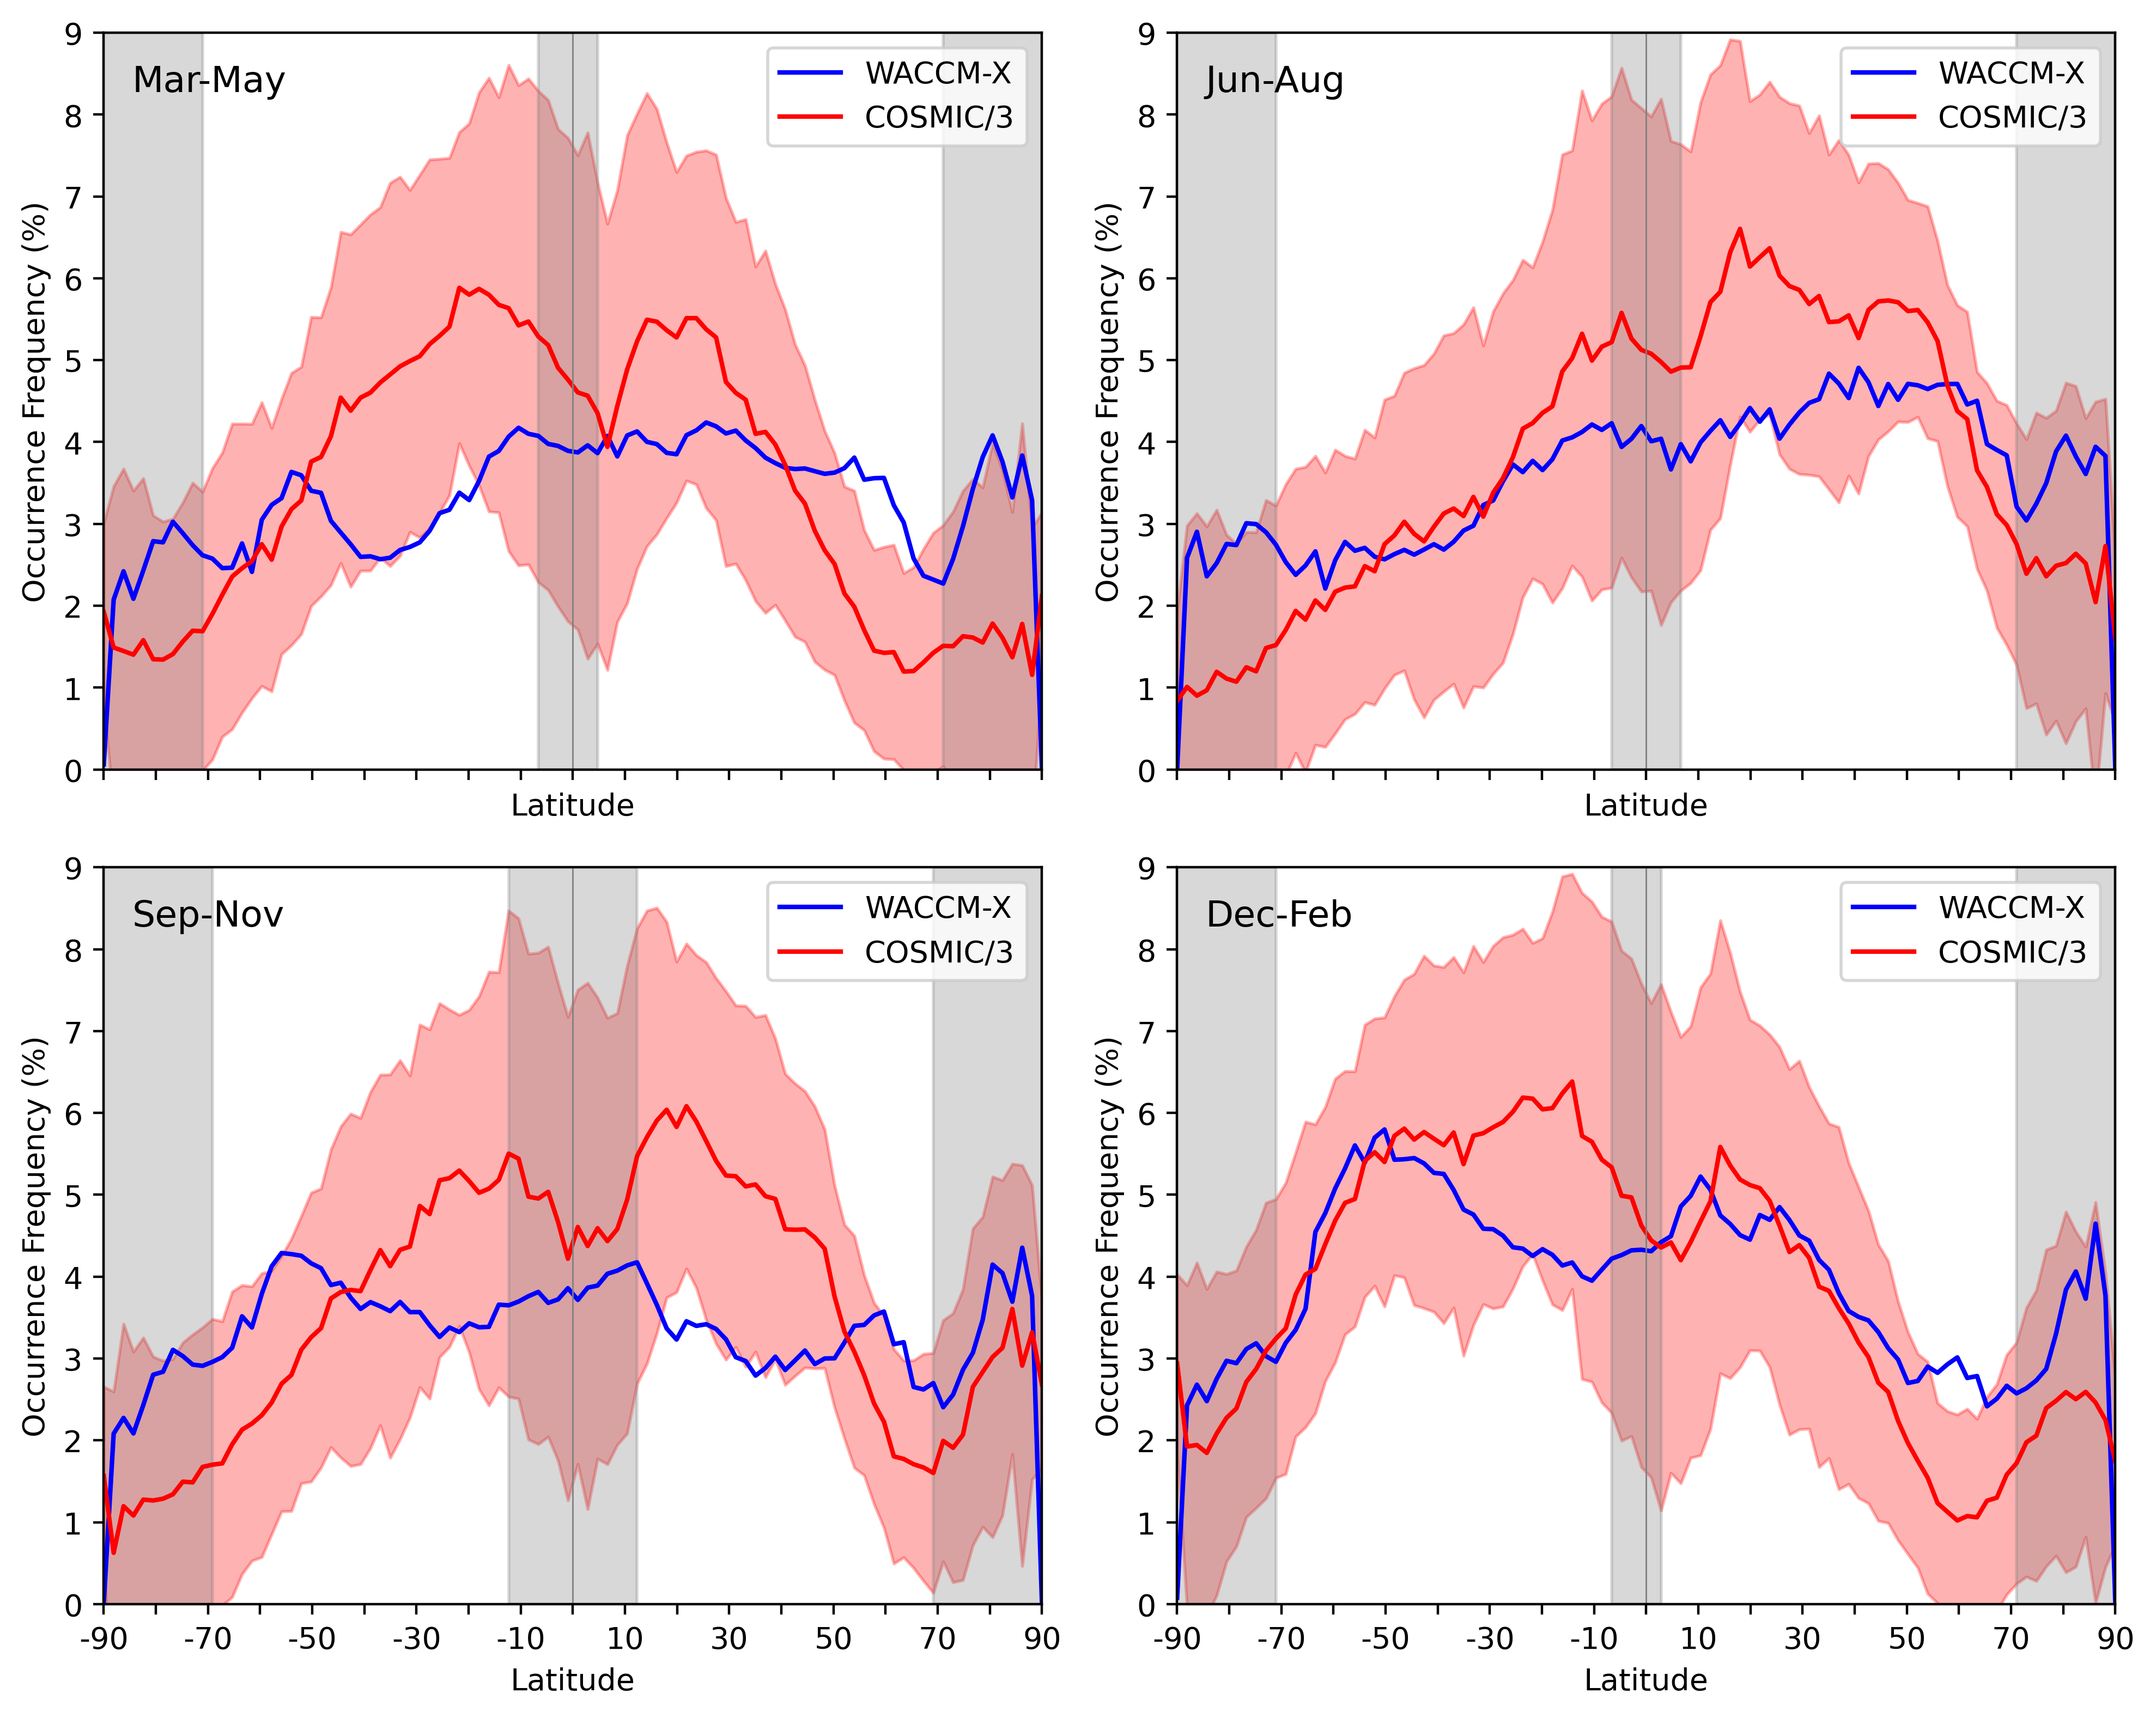 Mar-May
WACCM-X
COSMIC/3
Occurrence Frequency (%)
9
8
7
6
5
4
3
2
1
0
Latitude
Jun-Aug
WACCM-X
COSMIC/3
Occurrence Frequency (%)
9
8
7
6
5
4
3
2
1
0
Latitude
Sep-Nov
WACCM-X
COSMIC/3
Occurrence Frequency (%)
9
8
7
6
5
4
3
2
1
0
-90 -70 -50 -30 -10 10 30 50 70 90
Latitude
Dec-Feb
WACCM-X
COSMIC/3
Occurrence Frequency (%)
9
8
7
6
5
4
3
2
1
0
-90 -70 -50 -30 -10 10 30 50 70 90
Latitude